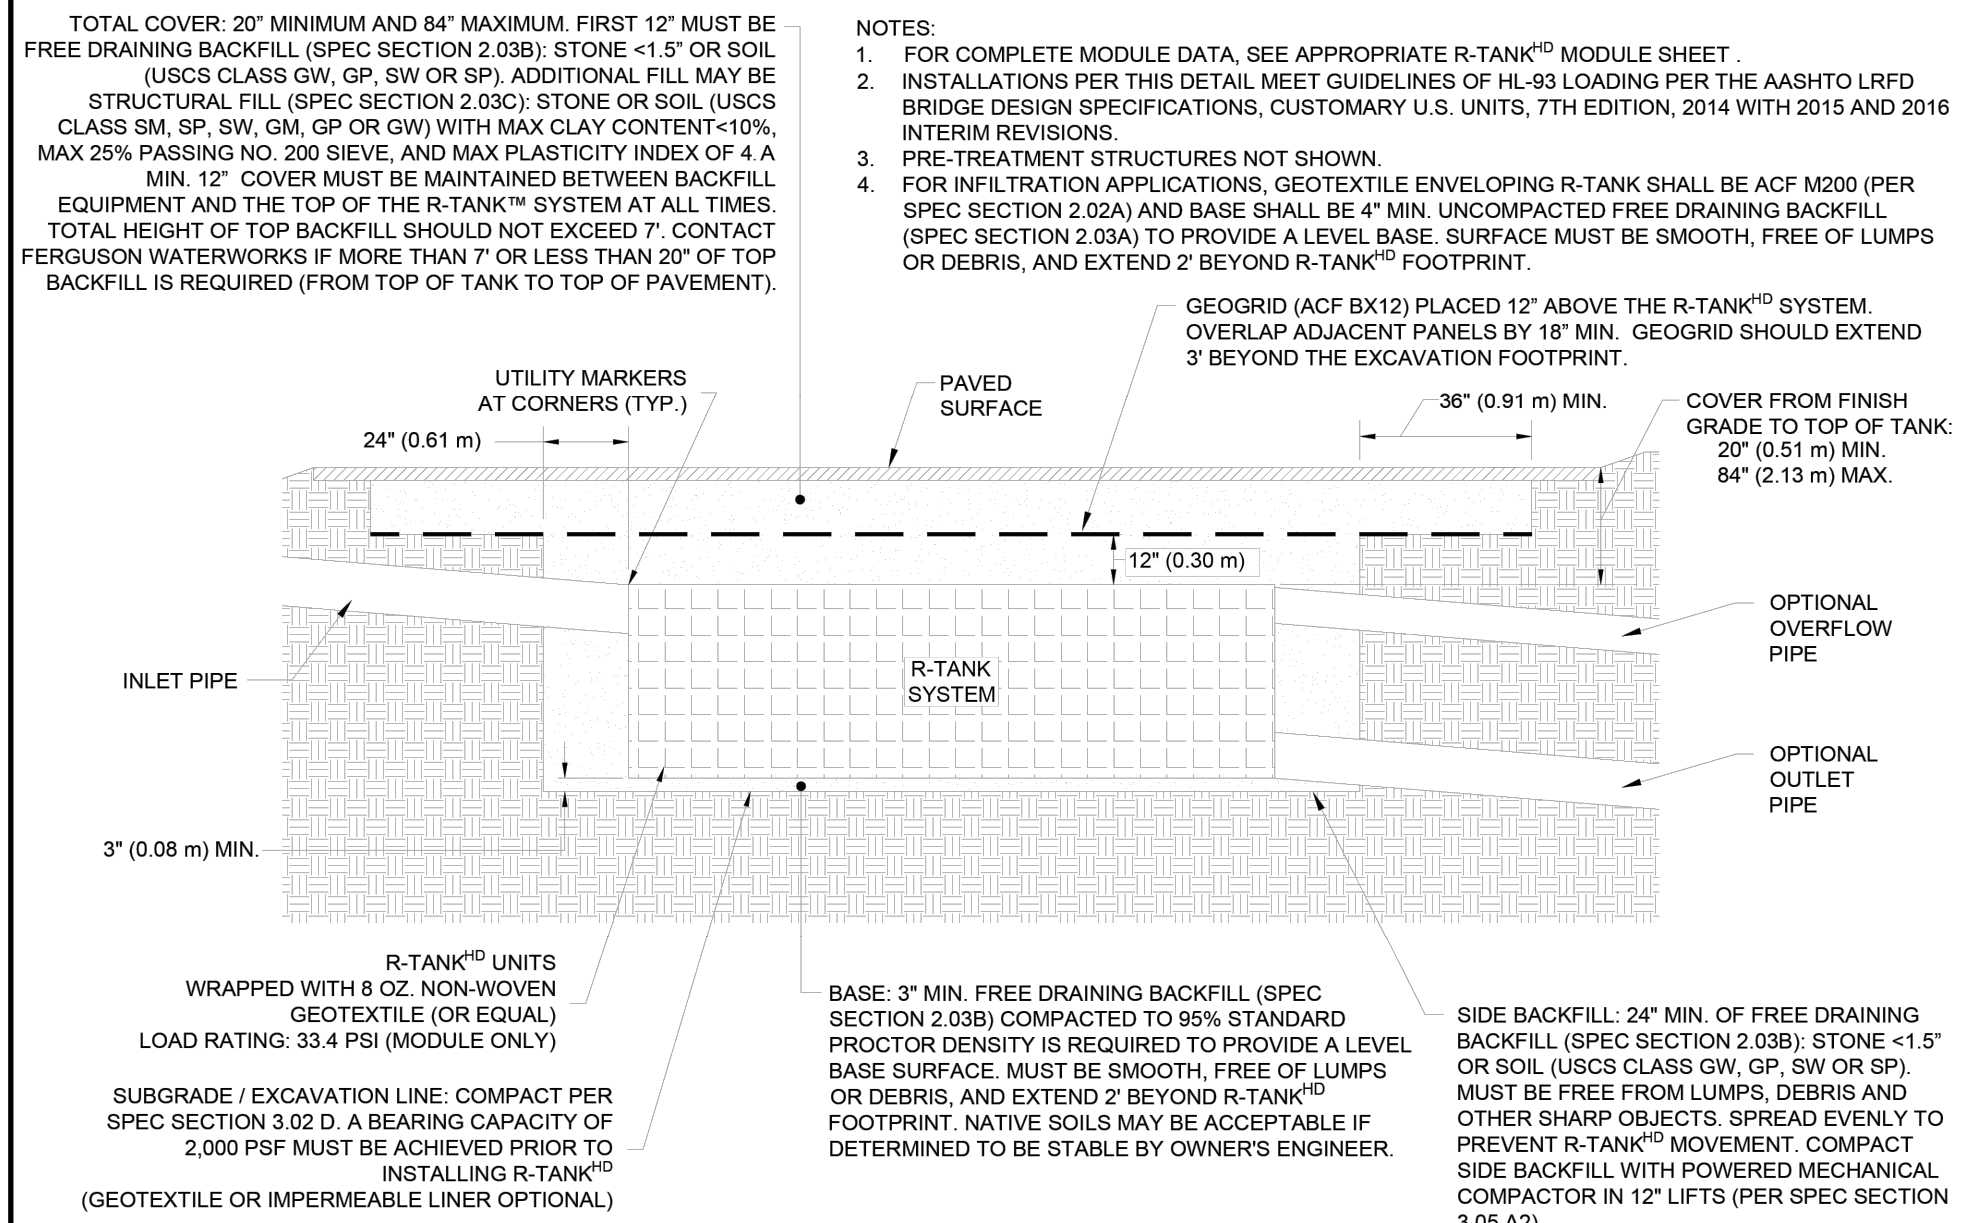 TOTAL COVER: 20” MINIMUM AND 84” MAXIMUM. FIRST 12” MUST BE
FREE DRAINING BACKFILL (SPEC SECTION 2.03B): STONE <1.5” OR SOIL
(USCS CLASS GW, GP, SW OR SP). ADDITIONAL FILL MAY BE
STRUCTURAL FILL (SPEC SECTION 2.03C): STONE OR SOIL (USCS
CLASS SM, SP, SW, GM, GP OR GW) WITH MAX CLAY CONTENT<10%,
MAX 25% PASSING NO. 200 SIEVE, AND MAX PLASTICITY INDEX OF 4. A
MIN. 12” COVER MUST BE MAINTAINED BETWEEN BACKFILL
EQUIPMENT AND THE TOP OF THE R-TANK™ SYSTEM AT ALL TIMES.
TOTAL HEIGHT OF TOP BACKFILL SHOULD NOT EXCEED 7'. CONTACT
FERGUSON WATERWORKS IF MORE THAN 7' OR LESS THAN 20" OF TOP
BACKFILL IS REQUIRED (FROM TOP OF TANK TO TOP OF PAVEMENT).
NOTES:
1. FOR COMPLETE MODULE DATA, SEE APPROPRIATE R-TANKHD MODULE SHEET .
2. INSTALLATIONS PER THIS DETAIL MEET GUIDELINES OF HL-93 LOADING PER THE AASHTO LRFD
BRIDGE DESIGN SPECIFICATIONS, CUSTOMARY U.S. UNITS, 7TH EDITION, 2014 WITH 2015 AND 2016
INTERIM REVISIONS.
3. PRE-TREATMENT STRUCTURES NOT SHOWN.
4. FOR INFILTRATION APPLICATIONS, GEOTEXTILE ENVELOPING R-TANK SHALL BE ACF M200 (PER
SPEC SECTION 2.02A) AND BASE SHALL BE 4" MIN. UNCOMPACTED FREE DRAINING BACKFILL
(SPEC SECTION 2.03A) TO PROVIDE A LEVEL BASE. SURFACE MUST BE SMOOTH, FREE OF LUMPS
OR DEBRIS, AND EXTEND 2' BEYOND R-TANKHD FOOTPRINT.
GEOGRID (ACF BX12) PLACED 12” ABOVE THE R-TANKHD SYSTEM.
OVERLAP ADJACENT PANELS BY 18” MIN. GEOGRID SHOULD EXTEND
3' BEYOND THE EXCAVATION FOOTPRINT.
UTILITY MARKERS
AT CORNERS (TYP.)
PAVED
SURFACE
24" (0.61 m)
36" (0.91 m) MIN.
COVER FROM FINISH
GRADE TO TOP OF TANK:
20" (0.51 m) MIN.
84" (2.13 m) MAX.
12" (0.30 m)
OPTIONAL
OVERFLOW
PIPE
INLET PIPE
R-TANK
SYSTEM
OPTIONAL
OUTLET
PIPE
3" (0.08 m) MIN.
R-TANKHD UNITS
WRAPPED WITH 8 OZ. NON-WOVEN
GEOTEXTILE (OR EQUAL)
LOAD RATING: 33.4 PSI (MODULE ONLY)
SUBGRADE / EXCAVATION LINE: COMPACT PER
SPEC SECTION 3.02 D. A BEARING CAPACITY OF
2,000 PSF MUST BE ACHIEVED PRIOR TO
INSTALLING R-TANKHD
(GEOTEXTILE OR IMPERMEABLE LINER OPTIONAL)
BASE: 3" MIN. FREE DRAINING BACKFILL (SPEC
SECTION 2.03B) COMPACTED TO 95% STANDARD
PROCTOR DENSITY IS REQUIRED TO PROVIDE A LEVEL
BASE SURFACE. MUST BE SMOOTH, FREE OF LUMPS
OR DEBRIS, AND EXTEND 2' BEYOND R-TANKHD
FOOTPRINT. NATIVE SOILS MAY BE ACCEPTABLE IF
DETERMINED TO BE STABLE BY OWNER'S ENGINEER.
SIDE BACKFILL: 24" MIN. OF FREE DRAINING
BACKFILL (SPEC SECTION 2.03B): STONE <1.5”
OR SOIL (USCS CLASS GW, GP, SW OR SP).
MUST BE FREE FROM LUMPS, DEBRIS AND
OTHER SHARP OBJECTS. SPREAD EVENLY TO
PREVENT R-TANKHD MOVEMENT. COMPACT
SIDE BACKFILL WITH POWERED MECHANICAL
COMPACTOR IN 12" LIFTS (PER SPEC SECTION
3.05 A2)